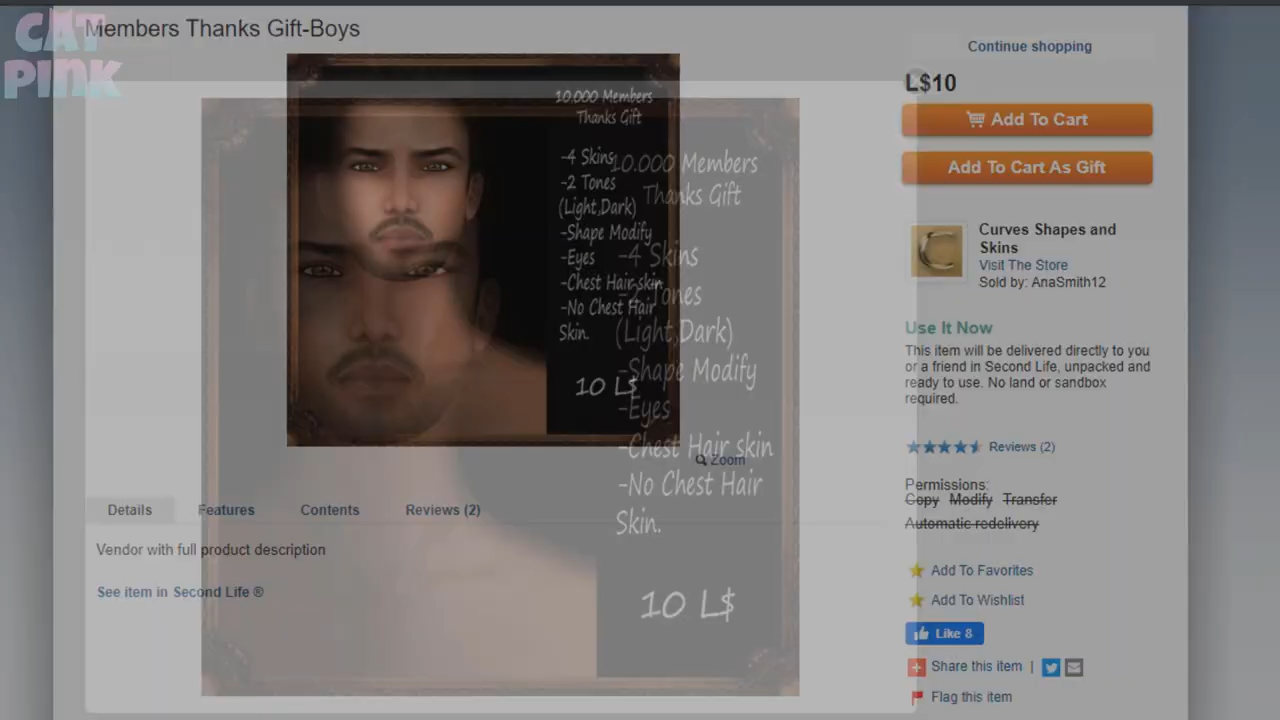 CAT
PINK
Members Thanks Gift-Boys
10.000 Members
Thanks Gift
-4 Skins
-2 Tones
(Light,Dark)
-Shape Modify
-Eyes
-Chest Hair skin
-No Chest Hair
Skin.
10 L$
10.000 Members
Thanks Gift
-4 Skins
-2 Tones
(Light,Dark)
-Shape Modify
-Eyes
-Chest Hair skin
-No Chest Hair
Skin.
10 L$
Zoom
Details Features Contents Reviews (2)
Vendor with full product description
See item in Second Life ®
Continue shopping
L$10
Add To Cart
Add To Cart As Gift
Curves Shapes and
Skins
Visit The Store
Sold by: AnaSmith12
Use It Now
This item will be delivered directly to you
or a friend in Second Life, unpacked and
ready to use. No land or sandbox
required.
Reviews (2)
Permissions:
Copy Modify Transfer
Automatic redelivery
Add To Favorites
Add To Wishlist
Like 8
Share this item |
Flag this item